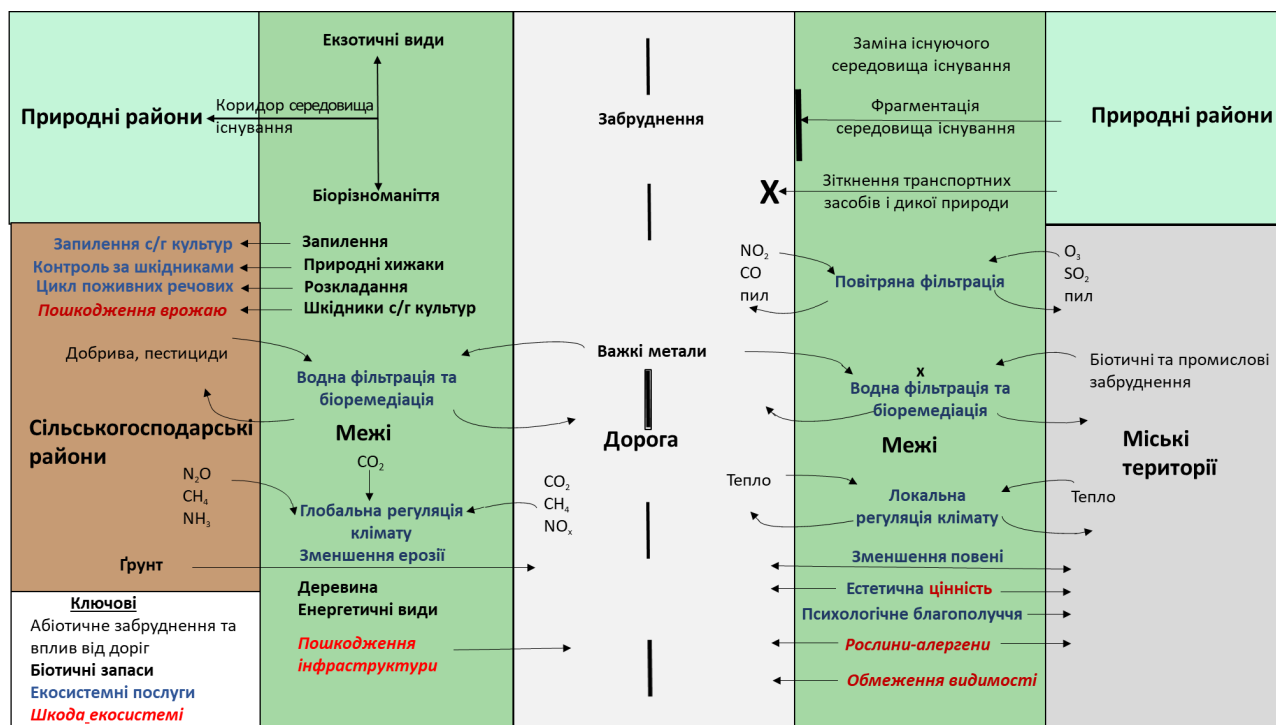 Природні райони
Екзотичні види
Коридор середовища
існування
Біорізноманіття
Забруднення
Заміна існуючого
середовища існування
Фрагментація
середовища існування
Зіткнення транспортних
засобів і дикої природи
X
Природні райони
Запилення с/г культур
Контроль за шкідниками
Цикл поживних речових
Пошкодження врожаю
Запилення
Природні хижаки
Розкладання
Шкідники с/г культур
NO2
CO
пил
Повітряна фільтрація
O3
SO2
пил
Добрива, пестициди
Водна фільтрація та
біоремедіація
Важкі метали
x
Водна фільтрація та
біоремедіація
Біотичні та промислові
забруднення
Сільськогосподарські
райони
Межі
Дорога
Межі
Міські
території
N2O
CH4
NH3
CO2
Глобальна регуляція
клімату
Зменшення ерозії
CO2
CH4
NOx
Тепло
Локальна
регуляція клімату
Тепло
Ґрунт
Деревина
Енергетичні види
Пошкодження
інфраструктури
Зменшення повені
Естетична цінність
Психологічне благополуччя
Рослини-алергени
Обмеження видимості
Ключові
Абіотичне забруднення та
вплив від доріг
Біотичні запаси
Екосистемні послуги
Шкода екосистемі